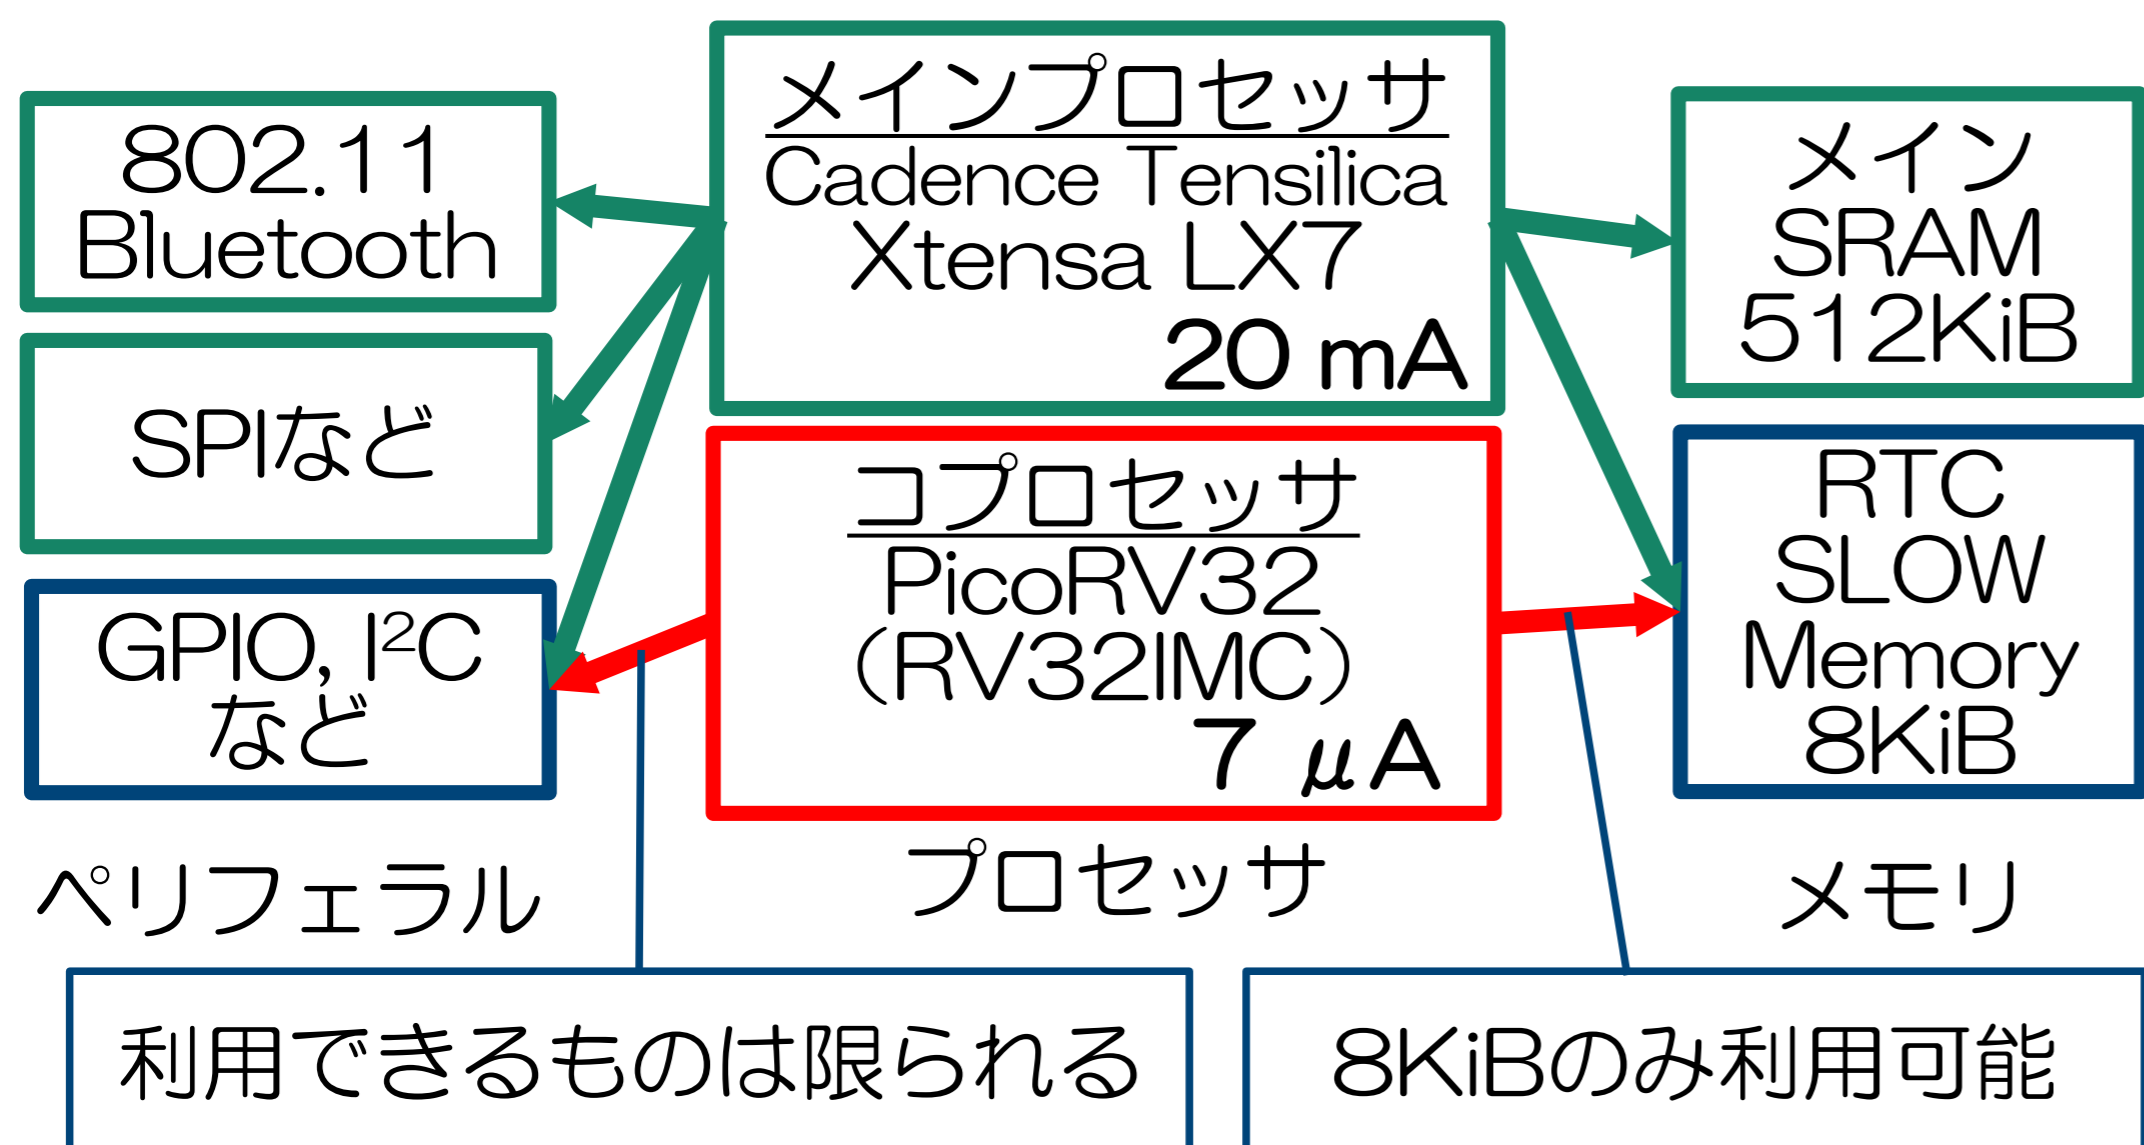 802.11
Bluetooth
SPIなど
GPIO, I²C
など
ペリフェラル
メインプロセッサ
Cadence Tensilica
Xtensa LX7
20 mA
コプロセッサ
PicoRV32
(RV32IMC)
7 μA
プロセッサ
メイン
SRAM
512KiB
RTC
SLOW
Memory
8KiB
メモリ
利用できるものは限られる
8KiBのみ利用可能